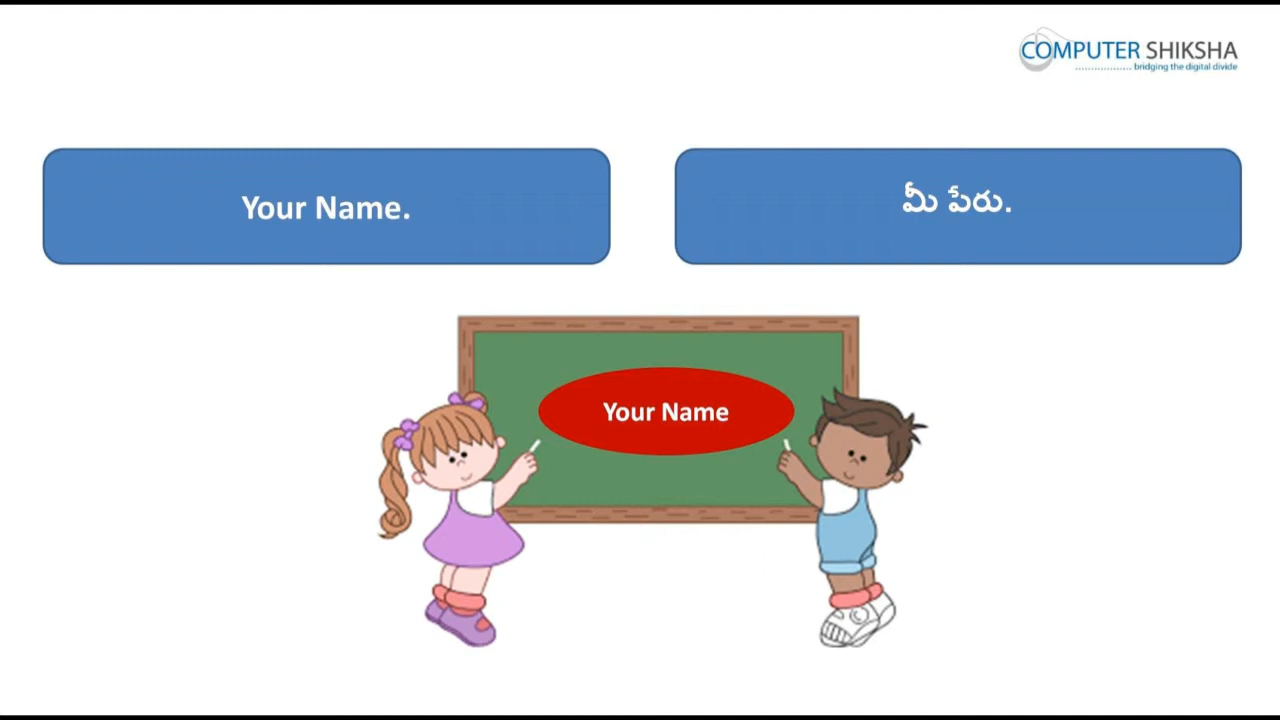 COMPUTER SHIKSHA
bridging the digital divide
Your Name.
మీ పేరు.
Your Name